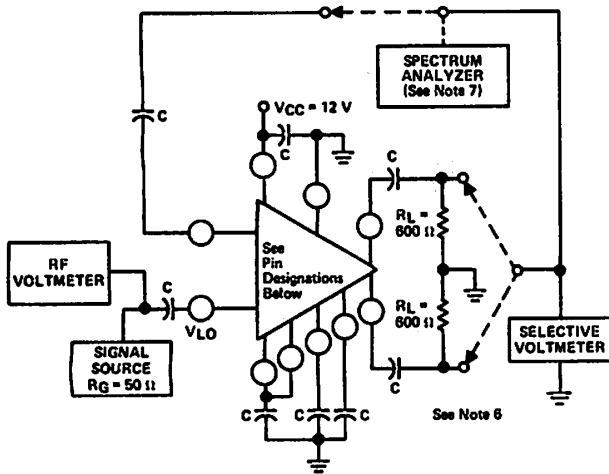 SPECTRUM
ANALYZER
(See Note 7)
C
VCC = 12 V
C
C
RL =
600 Ω
See
Pin
Designations
Below
RF
VOLTMETER
C
VLO
SIGNAL
SOURCE
RG = 50 Ω
RL =
600 Ω
SELECTIVE
VOLTMETER
C
C
C
C
See Note 6